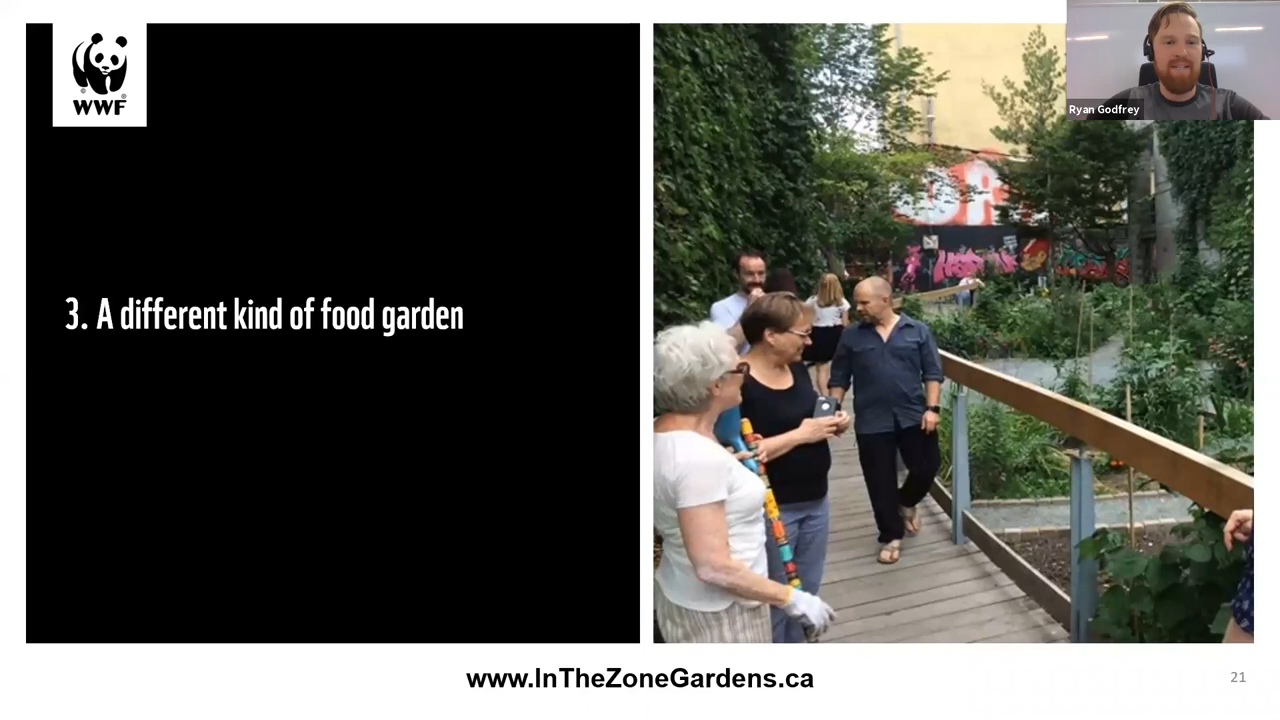 WWF
3. A different kind of food garden
Ryan Godfrey
www.InTheZoneGardens.ca
21